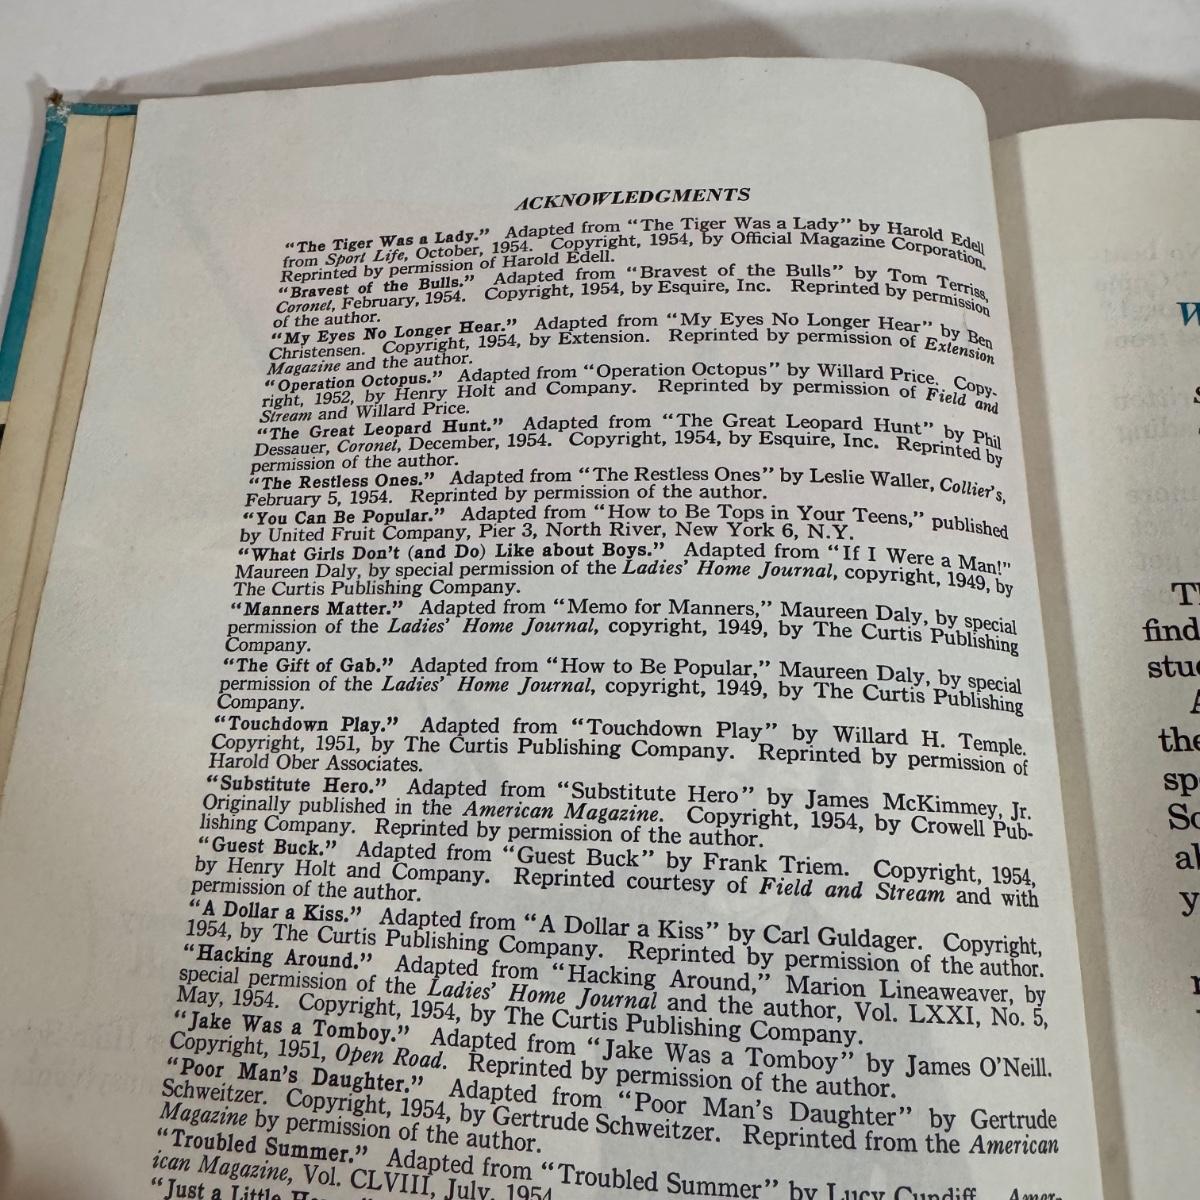 ACKNOWLEDGMENTS
“The Tiger Was a Lady.” Adapted from “The Tiger Was a Lady” by Harold Edell
from Sport Life, October, 1954. Copyright, 1954, by Official Magazine Corporation.
Reprinted by permission of Harold Edell.
“Bravest of the Bulls.” Adapted from “Bravest of the Bulls” by Tom Terriss,
Coronet, February, 1954. Copyright, 1954, by Esquire, Inc. Reprinted by permission
of the author.
“My Eyes No Longer Hear.” Adapted from “My Eyes No Longer Hear” by Ben
Christensen. Copyright, 1954, by Extension. Reprinted by permission of Extension
Magazine and the author.
“Operation Octopus.” Adapted from “Operation Octopus” by Willard Price. Copy-
right, 1952, by Henry Holt and Company. Reprinted by permission of Field and
Stream and Willard Price.
“The Great Leopard Hunt.” Adapted from “The Great Leopard Hunt” by Phil
Dessauer, Coronet, December, 1954. Copyright, 1954, by Esquire, Inc. Reprinted by
permission of the author.
“The Restless Ones.” Adapted from “The Restless Ones” by Leslie Waller, Collier's,
February 5, 1954. Reprinted by permission of the author.
“You Can Be Popular.” Adapted from “How to Be Tops in Your Teens,” published
by United Fruit Company, Pier 3, North River, New York 6, N.Y.
“What Girls Don't (and Do) Like about Boys.” Adapted from “If I Were a Man!”
Maureen Daly, by special permission of the Ladies' Home Journal, copyright, 1949, by
The Curtis Publishing Company.
“Manners Matter.” Adapted from “Memo for Manners,” Maureen Daly, by special
permission of the Ladies' Home Journal, copyright, 1949, by The Curtis Publishing
Company.
“The Gift of Gab.” Adapted from “How to Be Popular,” Maureen Daly, by special
permission of the Ladies' Home Journal, copyright, 1949, by The Curtis Publishing
Company.
“Touchdown Play.” Adapted from “Touchdown Play” by Willard H. Temple.
Copyright, 1951, by The Curtis Publishing Company. Reprinted by permission of
Harold Ober Associates.
“Substitute Hero.” Adapted from “Substitute Hero” by James McKimmey, Jr.
Originally published in the American Magazine. Copyright, 1954, by Crowell Pub-
lishing Company. Reprinted by permission of the author.
“Guest Buck.” Adapted from “Guest Buck” by Frank Triem. Copyright, 1954,
by Henry Holt and Company. Reprinted courtesy of Field and Stream and with
permission of the author.
“A Dollar a Kiss.” Adapted from “A Dollar a Kiss” by Carl Guldager. Copyright,
1954, by The Curtis Publishing Company. Reprinted by permission of the author.
“Hacking Around.” Adapted from “Hacking Around,” Marion Lineaweaver, by
special permission of the Ladies' Home Journal and the author, Vol. LXXI, No. 5,
May, 1954. Copyright, 1954, by The Curtis Publishing Company.
“Jake Was a Tomboy.” Adapted from “Jake Was a Tomboy” by James O'Neill.
Copyright, 1951, Open Road. Reprinted by permission of the author.
“Poor Man's Daughter.” Adapted from “Poor Man's Daughter” by Gertrude
Schweitzer. Copyright, 1954, by Gertrude Schweitzer. Reprinted from the American
Magazine by permission of the author.
“Troubled Summer.” Adapted from “Troubled Summer” by Lucy Cundiff. Amer-
ican Magazine, Vol. CLVIII, July, 1954.
“Just a Little
W
Th
find
stu
A
the
sp
So
al
y